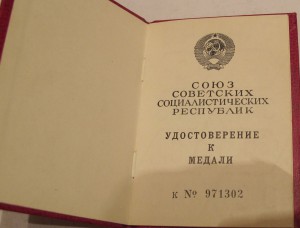 СОЮЗ
СОВЕТСКИХ
СОЦИАЛИСТИЧЕСКИХ
РЕСПУБЛИК
УДОСТОВЕРЕНИЕ
К
МЕДАЛИ
К № 971302